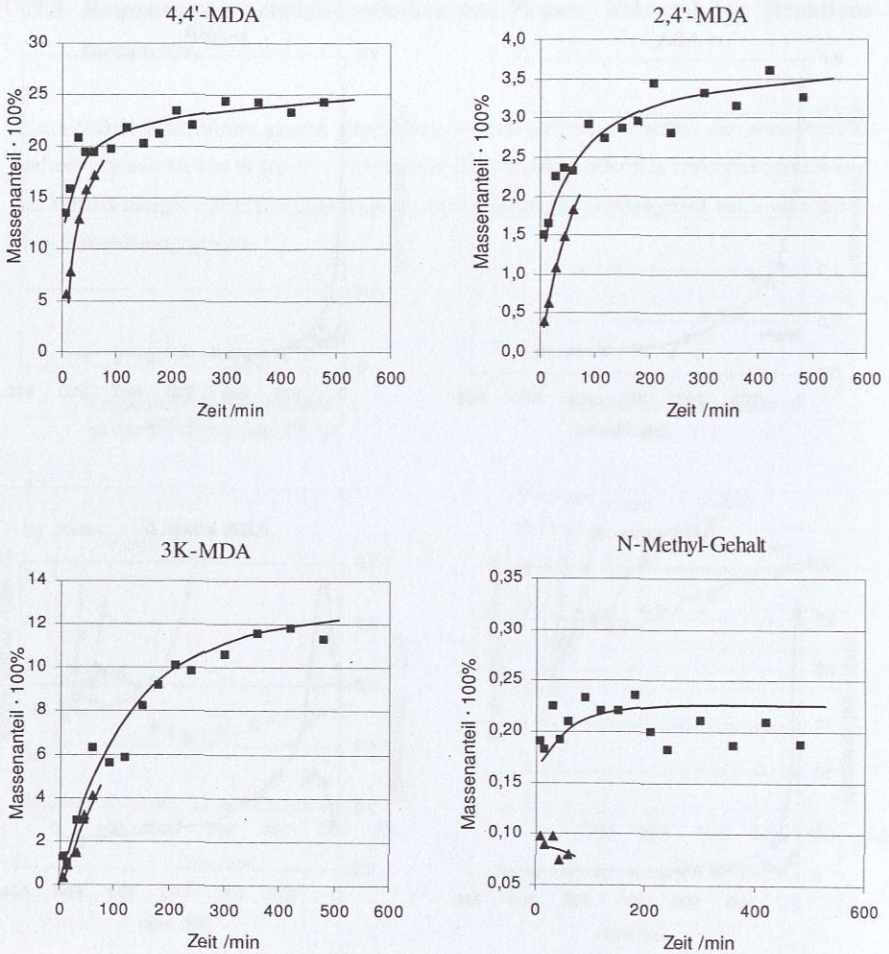 4,4'-MDA
30
25
20
15
10
5
0
0 100 200 300 400 500 600
Massenanteil · 100%
Zeit /min
2,4'-MDA
4,0
3,5
3,0
2,5
2,0
1,5
1,0
0,5
0,0
0 100 200 300 400 500 600
Massenanteil · 100%
Zeit /min
3K-MDA
14
12
10
8
6
4
2
0
0 100 200 300 400 500 600
Massenanteil · 100%
Zeit /min
N-Methyl-Gehalt
0,35
0,30
0,25
0,20
0,15
0,10
0,05
0 200 400 600
Massenanteil · 100%
Zeit /min